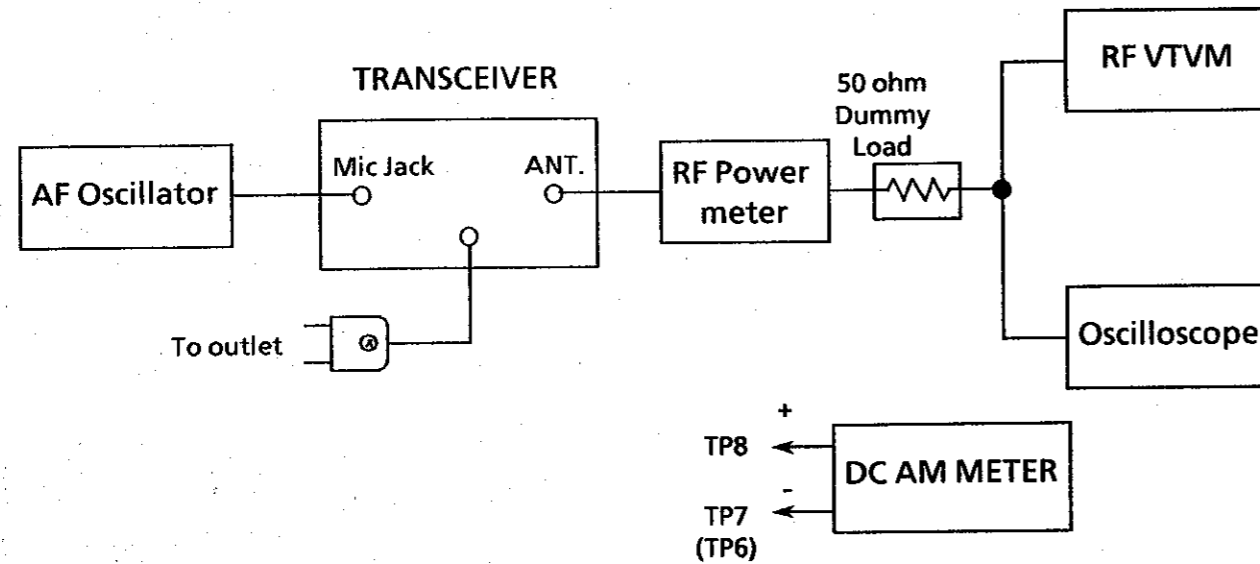 TRANSCEIVER
AF Oscillator
Mic Jack
ANT.
To outlet
RF Power
meter
50 ohm
Dummy
Load
RF VTVM
Oscilloscope
+
TP8
-
TP7
(TP6)
DC AM METER